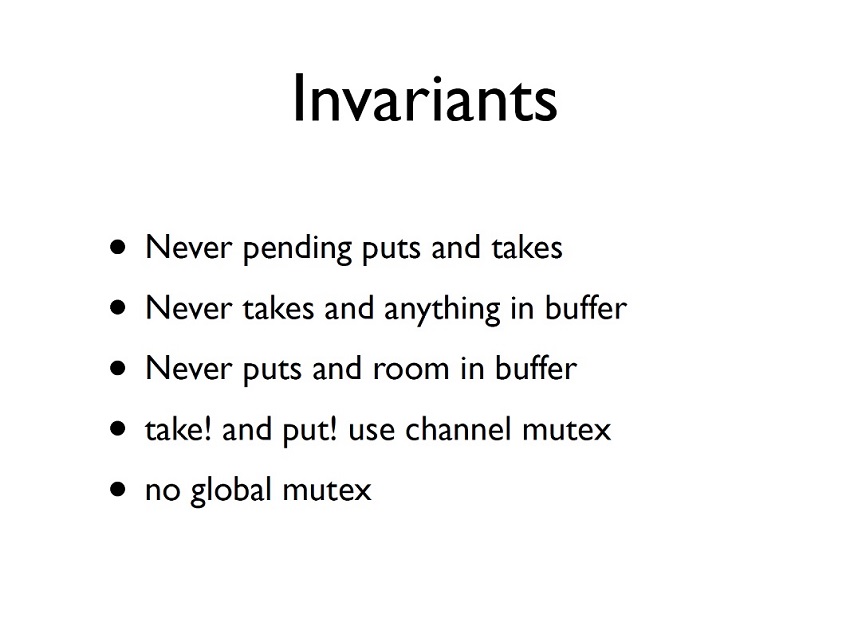 Invariants
• Never pending puts and takes
• Never takes and anything in buffer
• Never puts and room in buffer
• take! and put! use channel mutex
• no global mutex